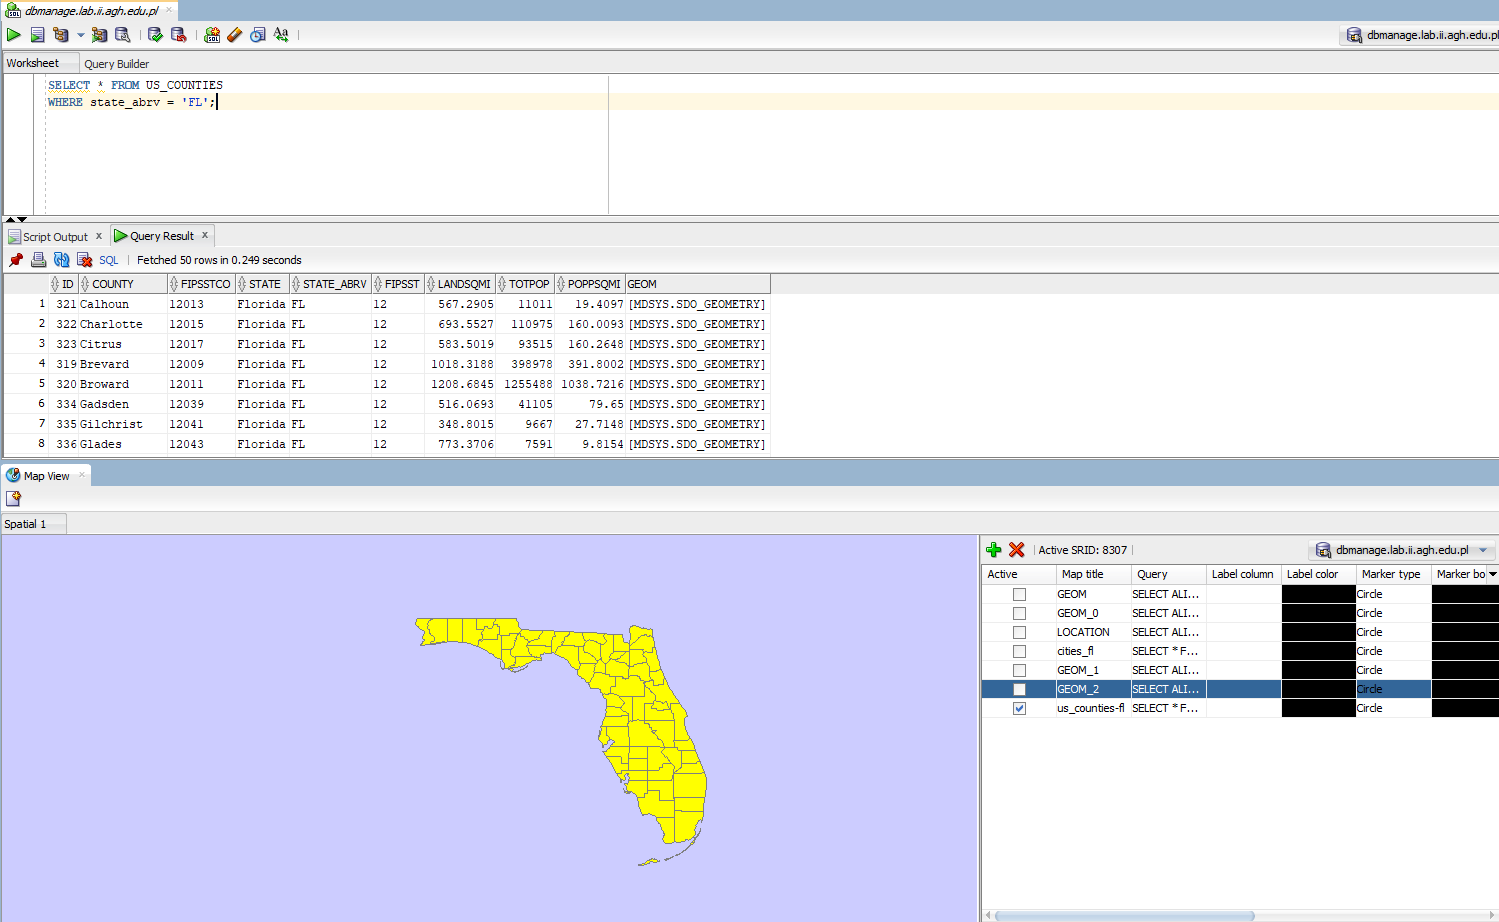 dbmanage.lab.ii.agh.edu.pl
dbmanage.lab.ii.agh.edu.pl
Worksheet Query Builder
SELECT * FROM US_COUNTIES
WHERE state_abrv = 'FL';
Script Output Query Result
SQL Fetched 50 rows in 0.249 seconds
ID COUNTY FIPSSTCO STATE STATE_ABRV FIPSST LANDSQMI TOTPOP POPPSQMI GEOM
1 321 Calhoun 12013 Florida FL 12 567.2905 11011 19.4097 [MDSYS.SDO_GEOMETRY]
2 322 Charlotte 12015 Florida FL 12 693.5527 110975 160.0093 [MDSYS.SDO_GEOMETRY]
3 323 Citrus 12017 Florida FL 12 583.5019 93515 160.2648 [MDSYS.SDO_GEOMETRY]
4 319 Brevard 12009 Florida FL 12 1018.3188 398978 391.8002 [MDSYS.SDO_GEOMETRY]
5 320 Broward 12011 Florida FL 12 1208.6845 1255488 1038.7216 [MDSYS.SDO_GEOMETRY]
6 334 Gadsden 12039 Florida FL 12 516.0693 41105 79.65 [MDSYS.SDO_GEOMETRY]
7 335 Gilchrist 12041 Florida FL 12 348.8015 9667 27.7148 [MDSYS.SDO_GEOMETRY]
8 336 Glades 12043 Florida FL 12 773.3706 7591 9.8154 [MDSYS.SDO_GEOMETRY]
Map View
Spatial 1
Active SRID: 8307 dbmanage.lab.ii.agh.edu.pl
Active Map title Query Label column Label color Marker type Marker bo
GEOM SELECT ALI... Circle
GEOM_0 SELECT ALI... Circle
LOCATION SELECT ALI... Circle
cities_fl SELECT * F... Circle
GEOM_1 SELECT ALI... Circle
GEOM_2 SELECT ALI... Circle
us_counties-fl SELECT * F... Circle